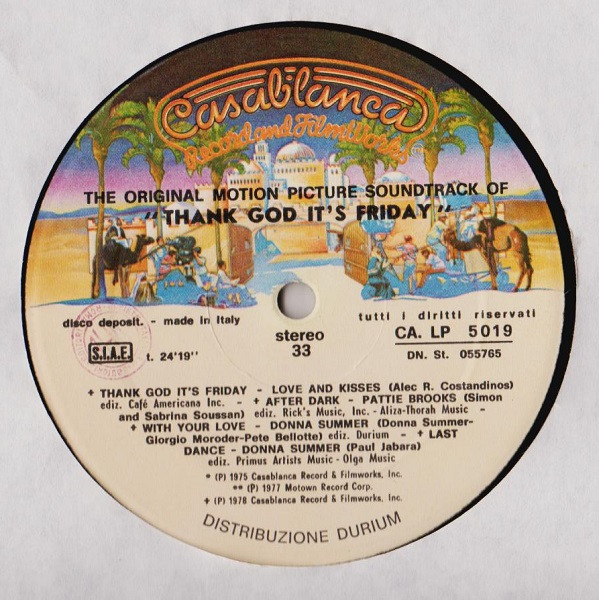 Casablanca
Record and FilmWorks
THE ORIGINAL MOTION PICTURE SOUNDTRACK OF
"THANK GOD IT'S FRIDAY"
disco deposit. - made in Italy
tutti i diritti riservati
stereo
33
CA. LP 5019
S.I.A.E.
t. 24'19''
DN. St. 055765
+ THANK GOD IT'S FRIDAY - LOVE AND KISSES (Alec R. Costandinos)
ediz. Café Americana Inc. - + AFTER DARK - PATTIE BROOKS (Simon
and Sabrina Soussan) ediz. Rick's Music, Inc. - Aliza-Thorah Music -
+ WITH YOUR LOVE - DONNA SUMMER (Donna Summer-
Giorgio Moroder-Pete Bellotte) ediz. Durium - + LAST
DANCE - DONNA SUMMER (Paul Jabara)
ediz. Primus Artists Music - Olga Music
* (P) 1975 Casablanca Record & Filmworks, Inc.
** (P) 1977 Motown Record Corp.
+ (P) 1978 Casablanca Record & Filmworks, Inc.
DISTRIBUZIONE DURIUM